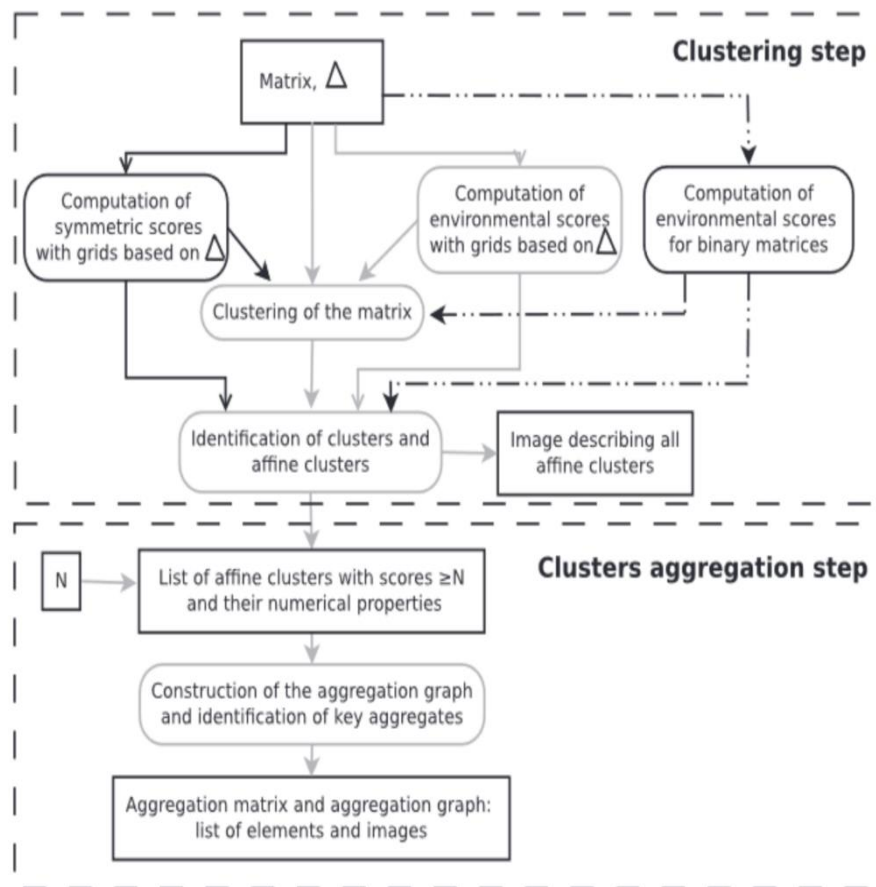 Clustering step
Matrix, Δ
Computation of
symmetric scores
with grids based on Δ
Computation of
environmental scores
with grids based on Δ
Computation of
environmental scores
for binary matrices
Clustering of the matrix
Identification of clusters and
affine clusters
Image describing all
affine clusters
Clusters aggregation step
N
List of affine clusters with scores ≥N
and their numerical properties
Construction of the aggregation graph
and identification of key aggregates
Aggregation matrix and aggregation graph:
list of elements and images